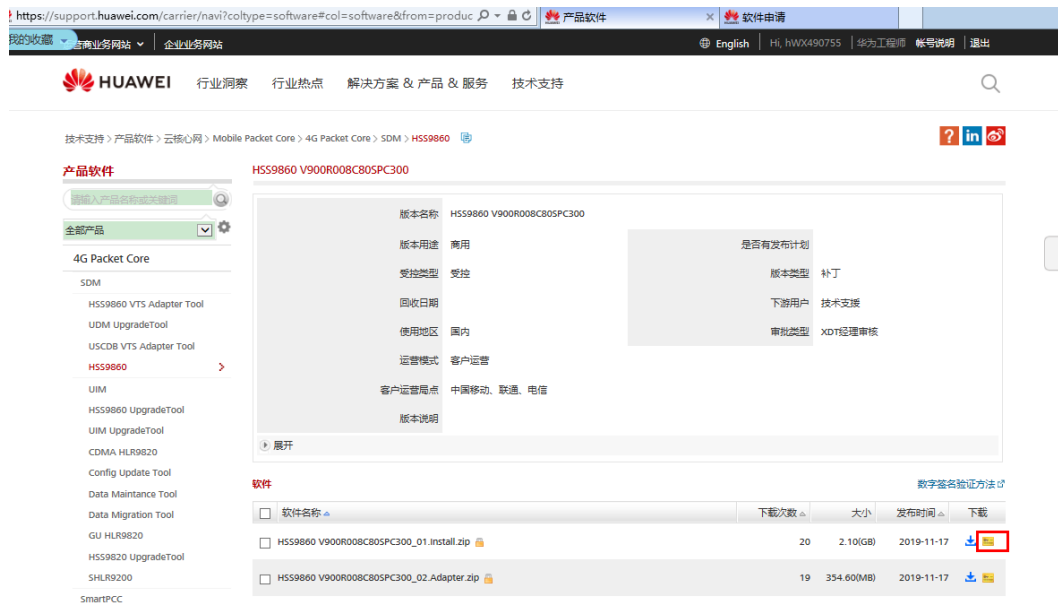 https://support.huawei.com/carrier/navi?coltype=software#col=software&from=produc
产品软件
软件申请
我的收藏
营商业务网站
企业业务网站
English
Hi, hWX490755
华为工程师
帐号说明
退出
HUAWEI
行业洞察
行业热点
解决方案 & 产品 & 服务
技术支持
技术支持 > 产品软件 > 云核心网 > Mobile Packet Core > 4G Packet Core > SDM > HSS9860
? in
产品软件
请输入产品名称或关键词
全部产品
4G Packet Core
SDM
HSS9860 VTS Adapter Tool
UDM UpgradeTool
USCDB VTS Adapter Tool
HSS9860
UIM
HSS9860 UpgradeTool
UIM UpgradeTool
CDMA HLR9820
Config Update Tool
Data Maintance Tool
Data Migration Tool
GU HLR9820
HSS9820 UpgradeTool
SHLR9200
SmartPCC
HSS9860 V900R008C80SPC300
版本名称 HSS9860 V900R008C80SPC300
版本用途 商用 是否有发布计划
受控类型 受控 版本类型 补丁
回收日期 下游用户 技术支援
使用地区 国内 审批类型 XDT经理审核
运营模式 客户运营
客户运营局点 中国移动、联通、电信
版本说明
展开
软件 数字签名验证方法
软件名称 下载次数 大小 发布时间 下载
HSS9860 V900R008C80SPC300_01.Install.zip 20 2.10(GB) 2019-11-17
HSS9860 V900R008C80SPC300_02.Adapter.zip 19 354.60(MB) 2019-11-17